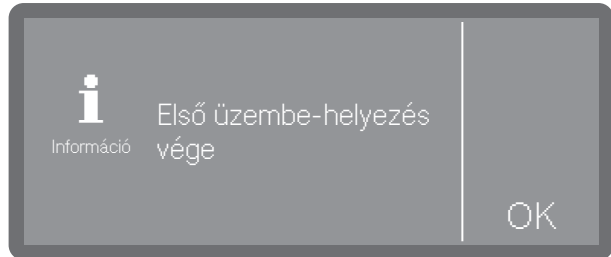 i
Információ
Első üzembe-helyezés
vége
OK